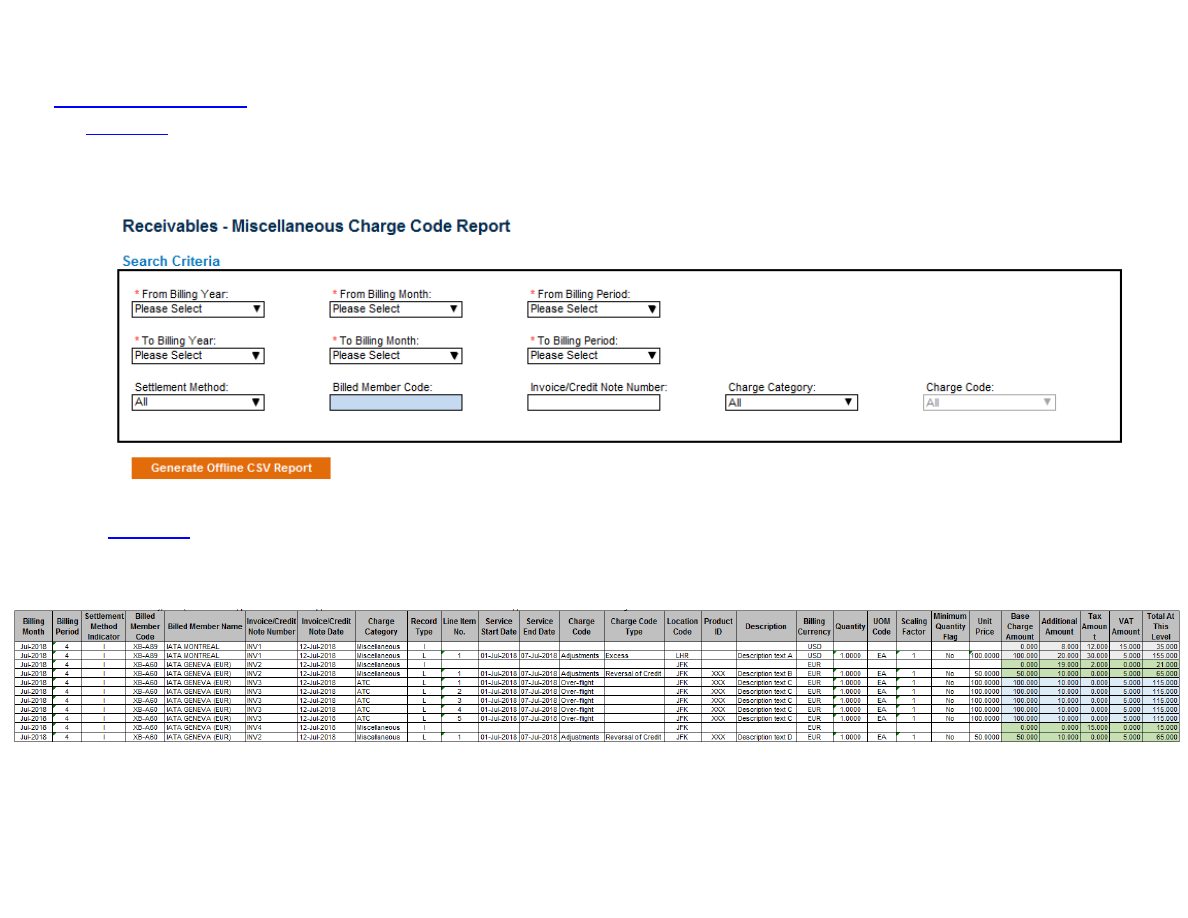 Receivables - Miscellaneous Charge Code Report
Search Criteria
* From Billing Year: * From Billing Month: * From Billing Period:
Please Select Please Select Please Select
* To Billing Year: * To Billing Month: * To Billing Period:
Please Select Please Select Please Select
Settlement Method: Billed Member Code: Invoice/Credit Note Number: Charge Category: Charge Code:
All All All
Generate Offline CSV Report
Billing Month Billing Period Settlement Method Indicator Billed Member Code Billed Member Name Invoice/Credit Note Number Invoice/Credit Note Date Charge Category Record Type Line Item No. Service Start Date Service End Date Charge Code Charge Code Type Location Code Product ID Description Billing Currency Quantity UOM Code Scaling Factor Minimum Quantity Flag Unit Price Base Charge Amount Additional Amount Tax Amount VAT Amount Total At This Level
Jul-2018 4 I XB-A89 IATA MONTREAL INV1 12-Jul-2018 Miscellaneous I USD 0.000 8.000 12.000 15.000 35.000
Jul-2018 4 I XB-A89 IATA MONTREAL INV1 12-Jul-2018 Miscellaneous L 1 01-Jul-2018 07-Jul-2018 Adjustments Excess LHR Description text A USD 1.0000 EA 1 No 100.0000 100.000 20.000 30.000 5.000 155.000
Jul-2018 4 I XB-A60 IATA GENEVA (EUR) INV2 12-Jul-2018 Miscellaneous I JFK EUR 0.000 19.000 2.000 0.000 21.000
Jul-2018 4 I XB-A60 IATA GENEVA (EUR) INV2 12-Jul-2018 Miscellaneous L 1 01-Jul-2018 07-Jul-2018 Adjustments Reversal of Credit JFK XXX Description text B EUR 1.0000 EA 1 No 50.0000 50.000 10.000 0.000 5.000 65.000
Jul-2018 4 I XB-A60 IATA GENEVA (EUR) INV3 12-Jul-2018 ATC L 1 01-Jul-2018 07-Jul-2018 Over-flight JFK XXX Description text C EUR 1.0000 EA 1 No 100.0000 100.000 10.000 0.000 5.000 115.000
Jul-2018 4 I XB-A60 IATA GENEVA (EUR) INV3 12-Jul-2018 ATC L 2 01-Jul-2018 07-Jul-2018 Over-flight JFK XXX Description text C EUR 1.0000 EA 1 No 100.0000 100.000 10.000 0.000 5.000 115.000
Jul-2018 4 I XB-A60 IATA GENEVA (EUR) INV3 12-Jul-2018 ATC L 3 01-Jul-2018 07-Jul-2018 Over-flight JFK XXX Description text C EUR 1.0000 EA 1 No 100.0000 100.000 10.000 0.000 5.000 115.000
Jul-2018 4 I XB-A60 IATA GENEVA (EUR) INV3 12-Jul-2018 ATC L 4 01-Jul-2018 07-Jul-2018 Over-flight JFK XXX Description text C EUR 1.0000 EA 1 No 100.0000 100.000 10.000 0.000 5.000 115.000
Jul-2018 4 I XB-A60 IATA GENEVA (EUR) INV3 12-Jul-2018 ATC L 5 01-Jul-2018 07-Jul-2018 Over-flight JFK XXX Description text C EUR 1.0000 EA 1 No 100.0000 100.000 10.000 0.000 5.000 115.000
Jul-2018 4 I XB-A60 IATA GENEVA (EUR) INV4 12-Jul-2018 Miscellaneous I JFK EUR 0.000 0.000 15.000 0.000 15.000
Jul-2018 4 I XB-A60 IATA GENEVA (EUR) INV2 12-Jul-2018 Miscellaneous L 1 01-Jul-2018 07-Jul-2018 Adjustments Reversal of Credit JFK XXX Description text D EUR 1.0000 EA 1 No 50.0000 50.000 10.000 0.000 5.000 65.000